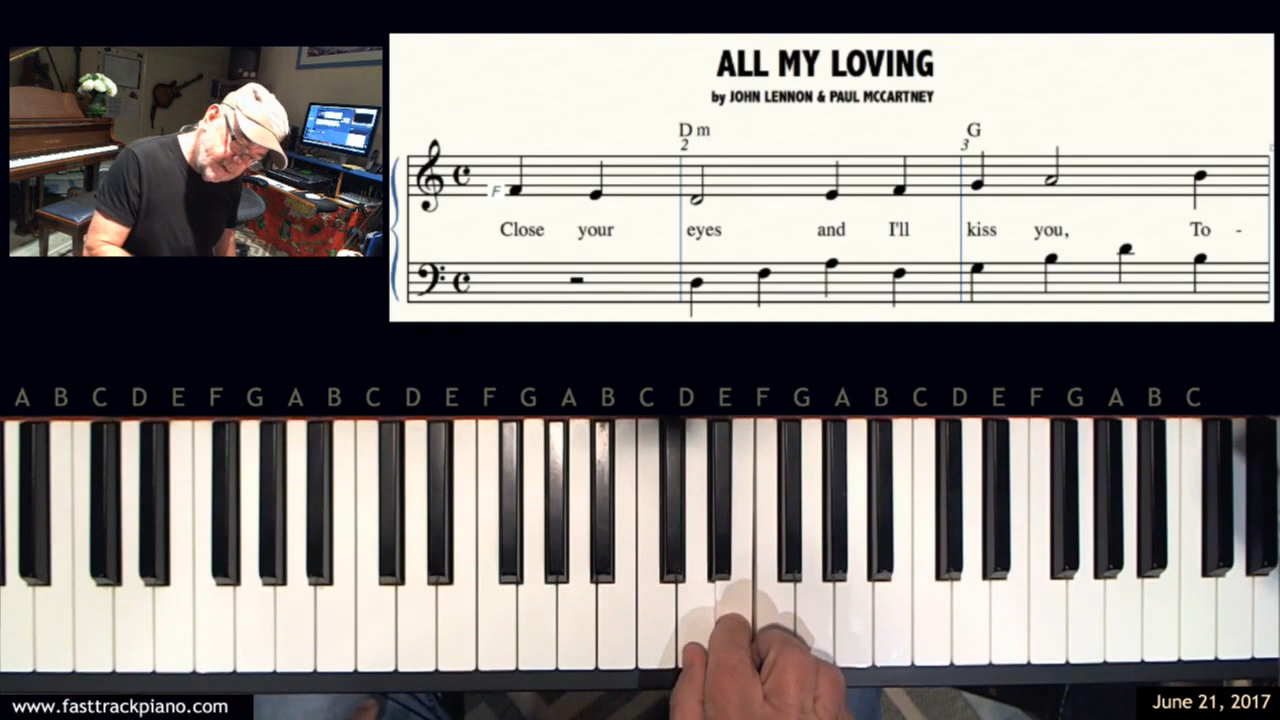 ALL MY LOVING
by JOHN LENNON & PAUL MCCARTNEY
Dm G
2 3
F
Close your eyes and I'll kiss you, To -
A B C D E F G A B C D E F G A B C D E F G A B C D E F G A B C
www.fasttrackpiano.com
June 21, 2017